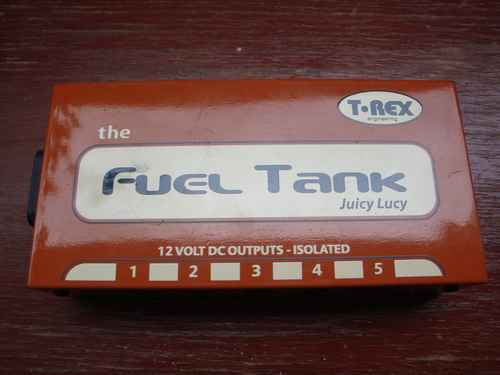 T·REX
engineering
the
Fuel Tank
Juicy Lucy
12 VOLT DC OUTPUTS - ISOLATED
1 2 3 4 5